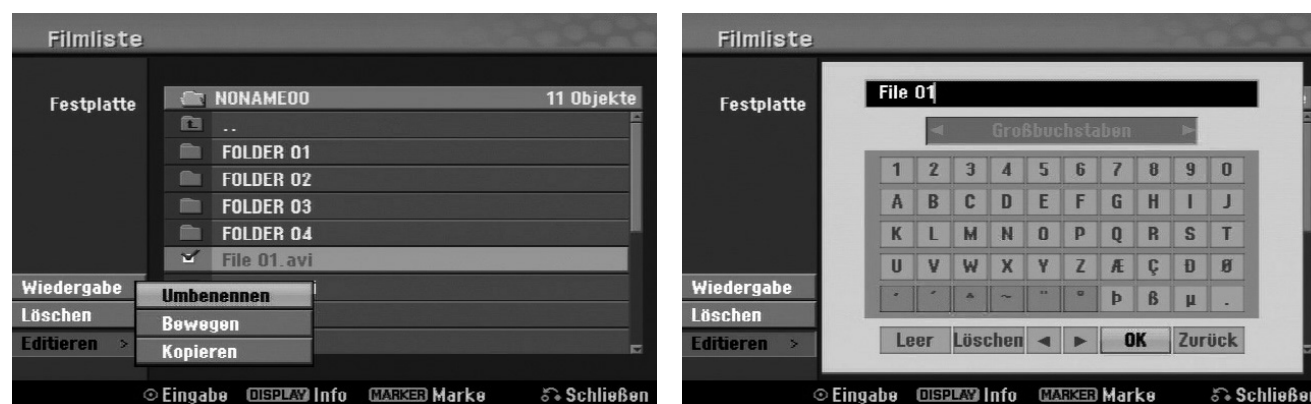 Filmliste
Festplatte
NONAME00 11 Objekte
..
FOLDER 01
FOLDER 02
FOLDER 03
FOLDER 04
File 01.avi
Wiedergabe
Löschen
Editieren >
Umbenennen
Bewegen
Kopieren
Eingabe DISPLAY Info MARKER Marke Schließen
Filmliste
Festplatte
File 01
◄ Großbuchstaben ►
1 2 3 4 5 6 7 8 9 0
A B C D E F G H I J
K L M N O P Q R S T
U V W X Y Z Æ Ç Ð Ø
´ ^ ~ ¨ ° Þ ß µ .
Leer Löschen ◄ ► OK Zurück
Wiedergabe
Löschen
Editieren >
Eingabe DISPLAY Info MARKER Marke Schließe